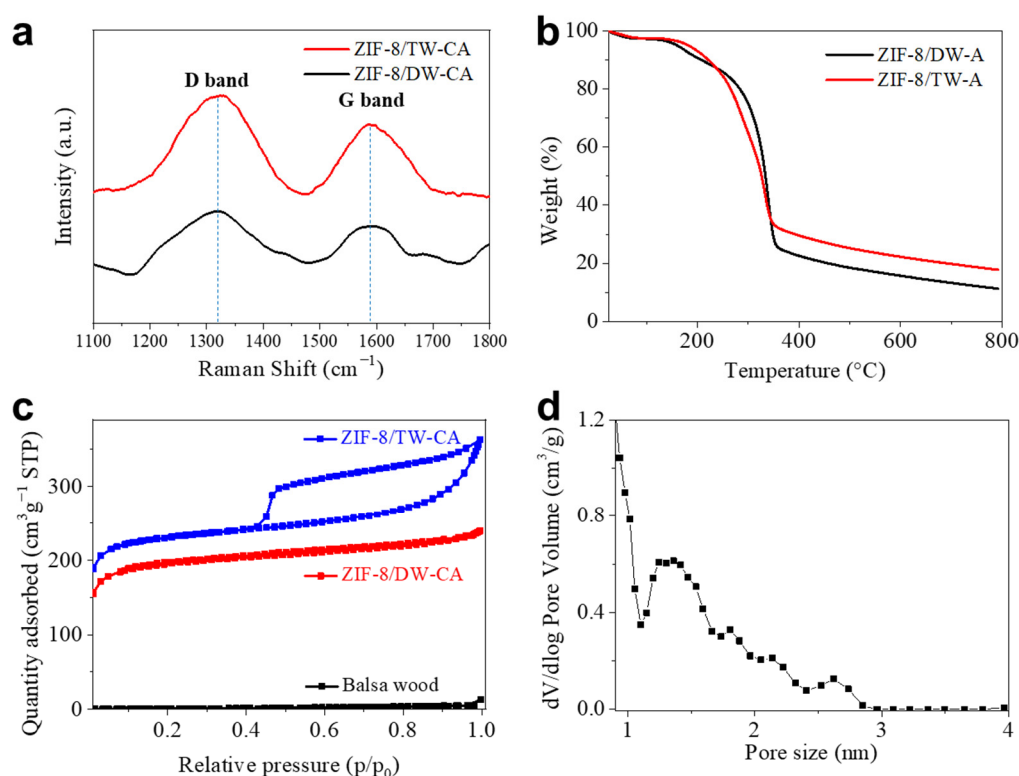 a
ZIF-8/TW-CA
ZIF-8/DW-CA
D band
G band
Intensity (a.u.)
1100 1200 1300 1400 1500 1600 1700 1800
Raman Shift (cm⁻¹)
b
ZIF-8/DW-A
ZIF-8/TW-A
Weight (%)
100
80
60
40
20
0
200 400 600 800
Temperature (°C)
c
ZIF-8/TW-CA
ZIF-8/DW-CA
Balsa wood
Quantity adsorbed (cm³g⁻¹ STP)
300
200
100
0
0.2 0.4 0.6 0.8 1.0
Relative pressure (p/p₀)
d
dV/dlog Pore Volume (cm³/g)
1.2
0.8
0.4
0.0
1 2 3 4
Pore size (nm)